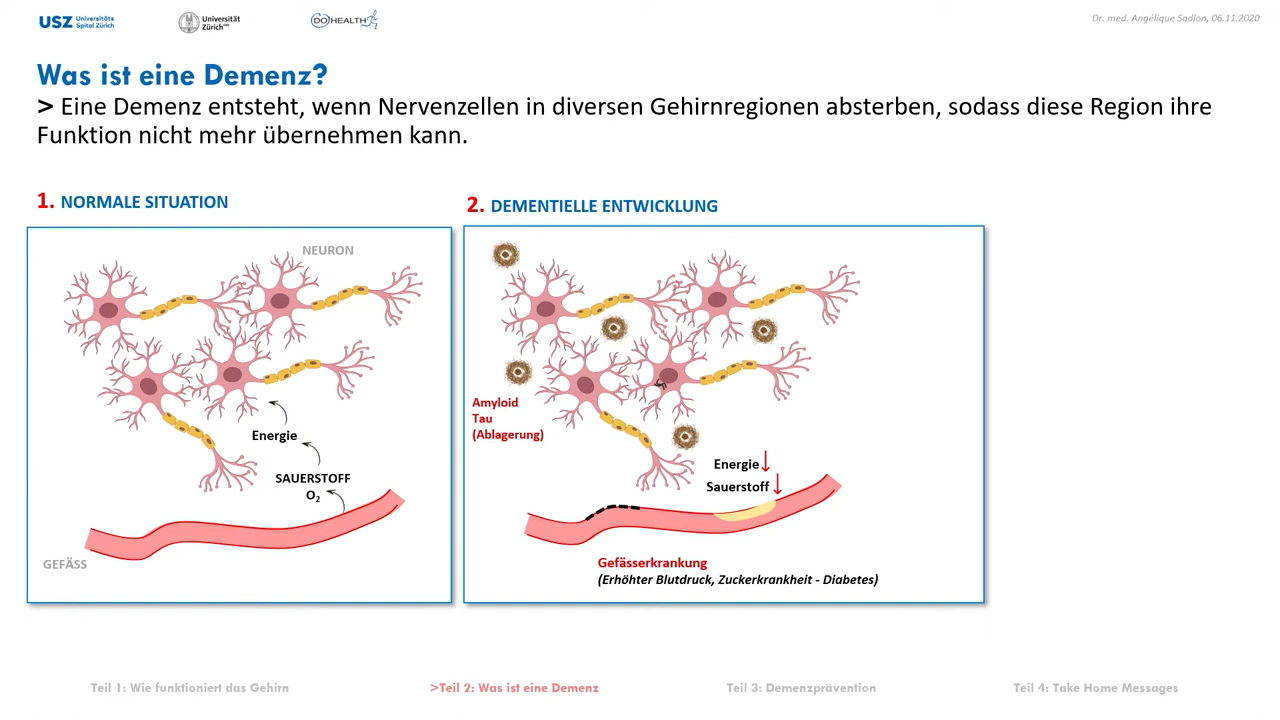 USZ Universitäts Spital Zürich
Universität Zürich UZH
DO HEALTH
Dr. med. Angélique Sadlon, 06.11.2020
Was ist eine Demenz?
> Eine Demenz entsteht, wenn Nervenzellen in diversen Gehirnregionen absterben, sodass diese Region ihre
Funktion nicht mehr übernehmen kann.
1. NORMALE SITUATION
NEURON
Energie
SAUERSTOFF
O₂
GEFÄSS
2. DEMENTIELLE ENTWICKLUNG
Amyloid
Tau
(Ablagerung)
Energie
Sauerstoff
Gefässerkrankung
(Erhöhter Blutdruck, Zuckerkrankheit - Diabetes)
Teil 1: Wie funktioniert das Gehirn
>Teil 2: Was ist eine Demenz
Teil 3: Demenzprävention
Teil 4: Take Home Messages